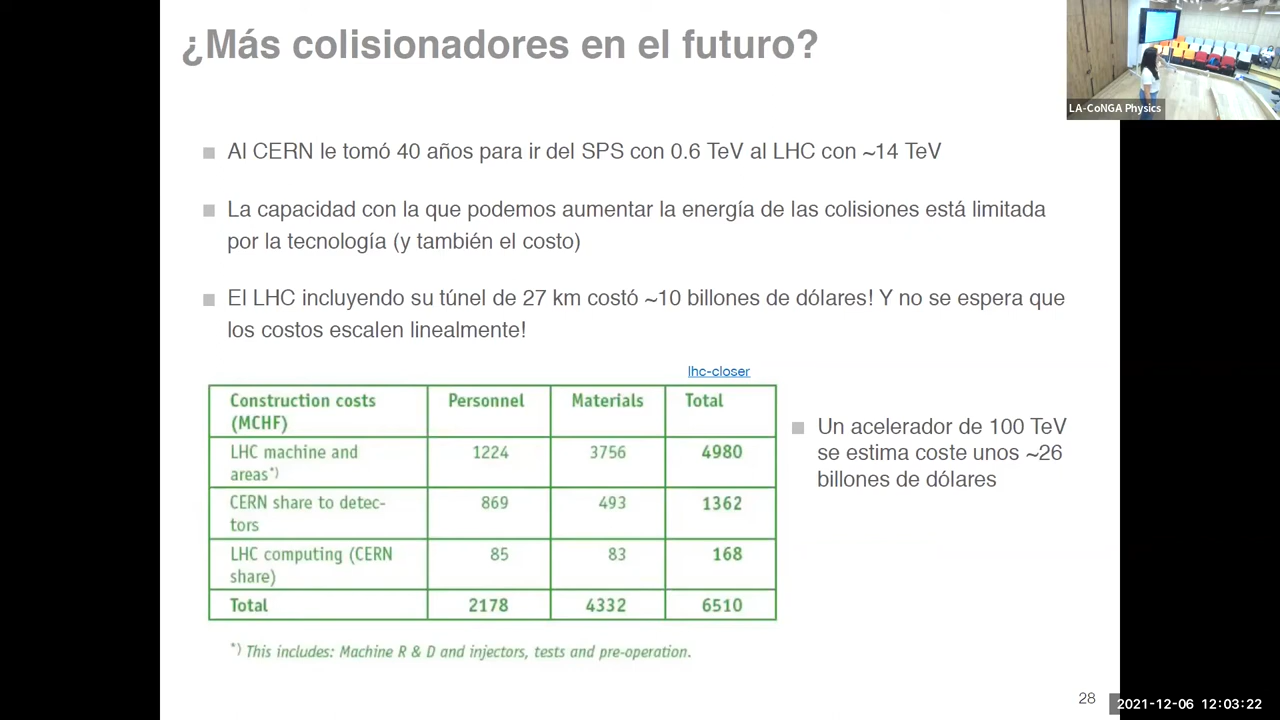 ¿Más colisionadores en el futuro?
LA-CoNGA Physics
■ Al CERN le tomó 40 años para ir del SPS con 0.6 TeV al LHC con ~14 TeV
■ La capacidad con la que podemos aumentar la energía de las colisiones está limitada
por la tecnología (y también el costo)
■ El LHC incluyendo su túnel de 27 km costó ~10 billones de dólares! Y no se espera que
los costos escalen linealmente!
lhc-closer
Construction costs (MCHF) Personnel Materials Total
LHC machine and areas*) 1224 3756 4980
CERN share to detec-tors 869 493 1362
LHC computing (CERN share) 85 83 168
Total 2178 4332 6510
*) This includes: Machine R & D and injectors, tests and pre-operation.
■ Un acelerador de 100 TeV
se estima coste unos ~26
billones de dólares
28
2021-12-06 12:03:22